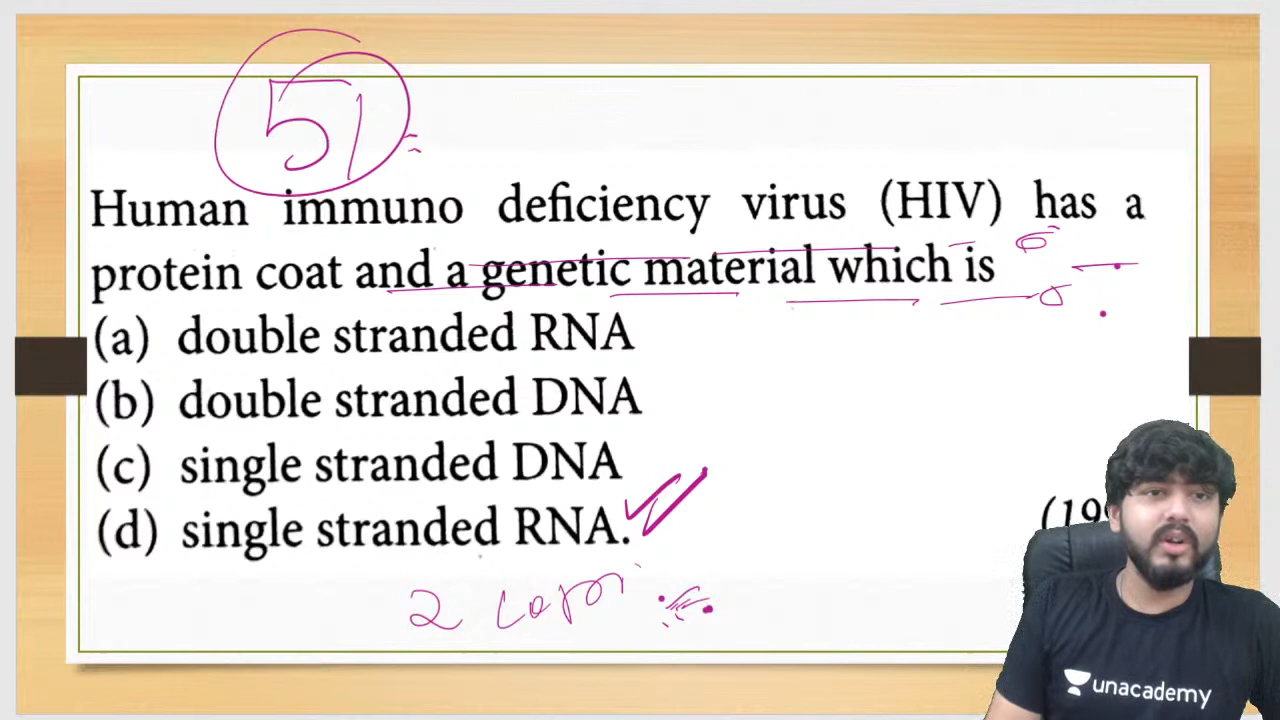 51
Human immuno deficiency virus (HIV) has a
protein coat and a genetic material which is
(a) double stranded RNA
(b) double stranded DNA
(c) single stranded DNA
(d) single stranded RNA.
2
unacademy